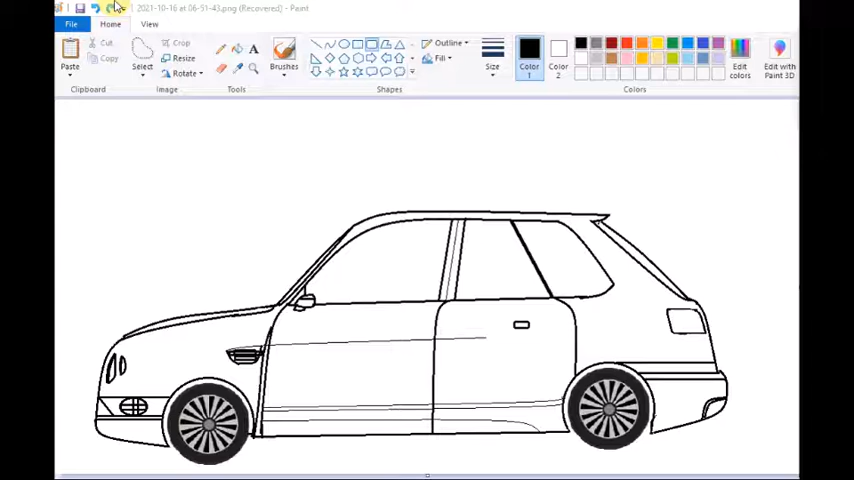 2021-10-16 at 06-51-43.png (Recovered) - Paint
File Home View
Paste Cut Copy Select Crop Resize Rotate Brushes Outline Fill Size Color 1 Color 2 Edit colors Edit with Paint 3D
Clipboard Image Tools Shapes Colors